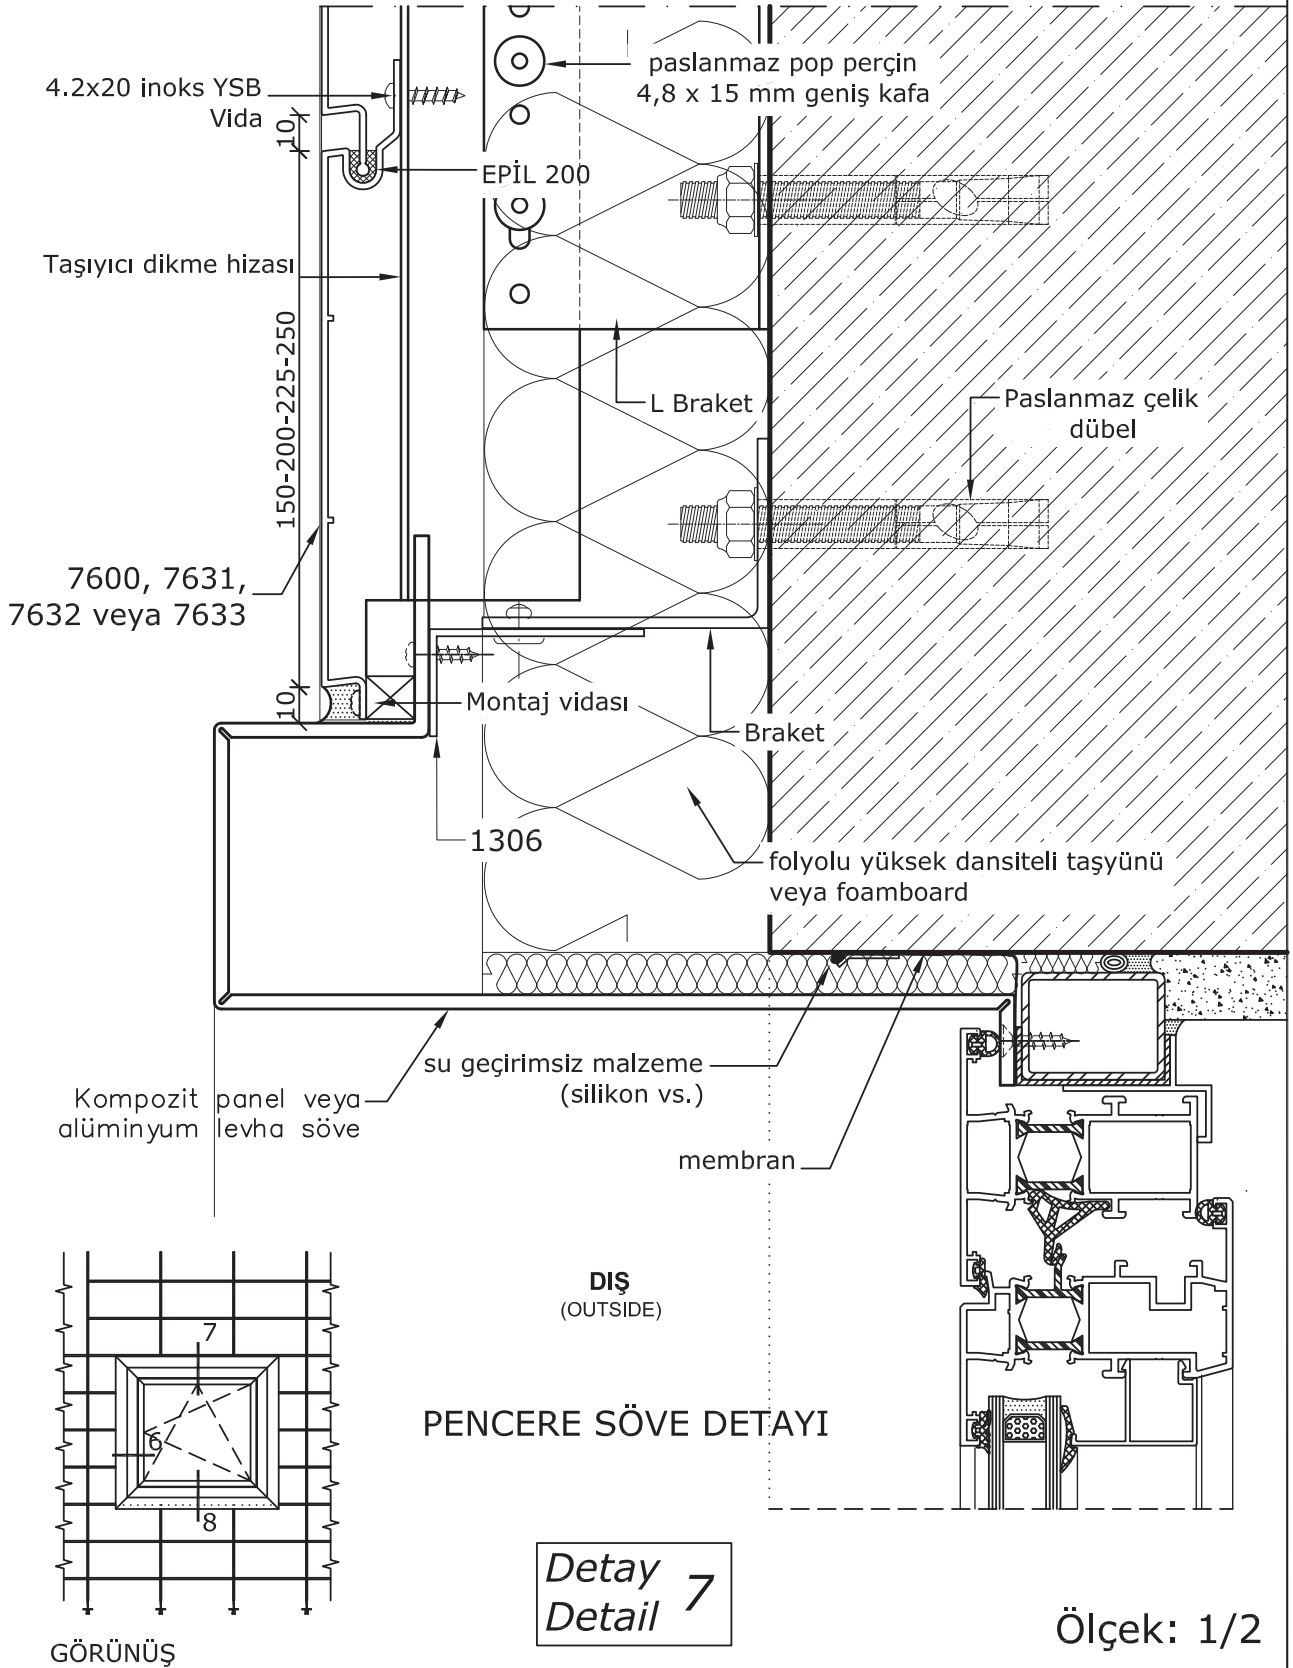 paslanmaz pop perçin
4,8 x 15 mm geniş kafa
4.2x20 inoks YSB
Vida
10
EPİL 200
Taşıyıcı dikme hizası
150-200-225-250
L Braket
Paslanmaz çelik
dübel
7600, 7631,
7632 veya 7633
10
Montaj vidası
Braket
1306
folyolu yüksek dansiteli taşyünü
veya foamboard
su geçirimsiz malzeme
(silikon vs.)
Kompozit panel veya
alüminyum levha söve
membran
DIŞ
(OUTSIDE)
7
6
8
PENCERE SÖVE DETAYI
Detay
Detail 7
Ölçek: 1/2
GÖRÜNÜŞ